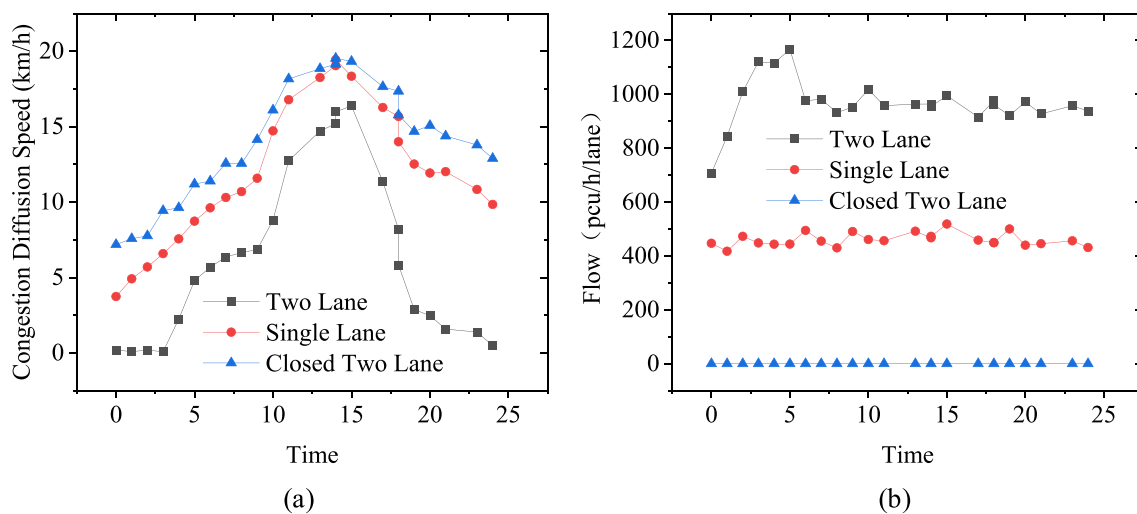 20
15
10
5
0
Congestion Diffusion Speed (km/h)
Two Lane
Single Lane
Closed Two Lane
0 5 10 15 20 25
Time
(a)
1200
1000
800
600
400
200
0
Flow（pcu/h/lane）
Two Lane
Single Lane
Closed Two Lane
0 5 10 15 20 25
Time
(b)